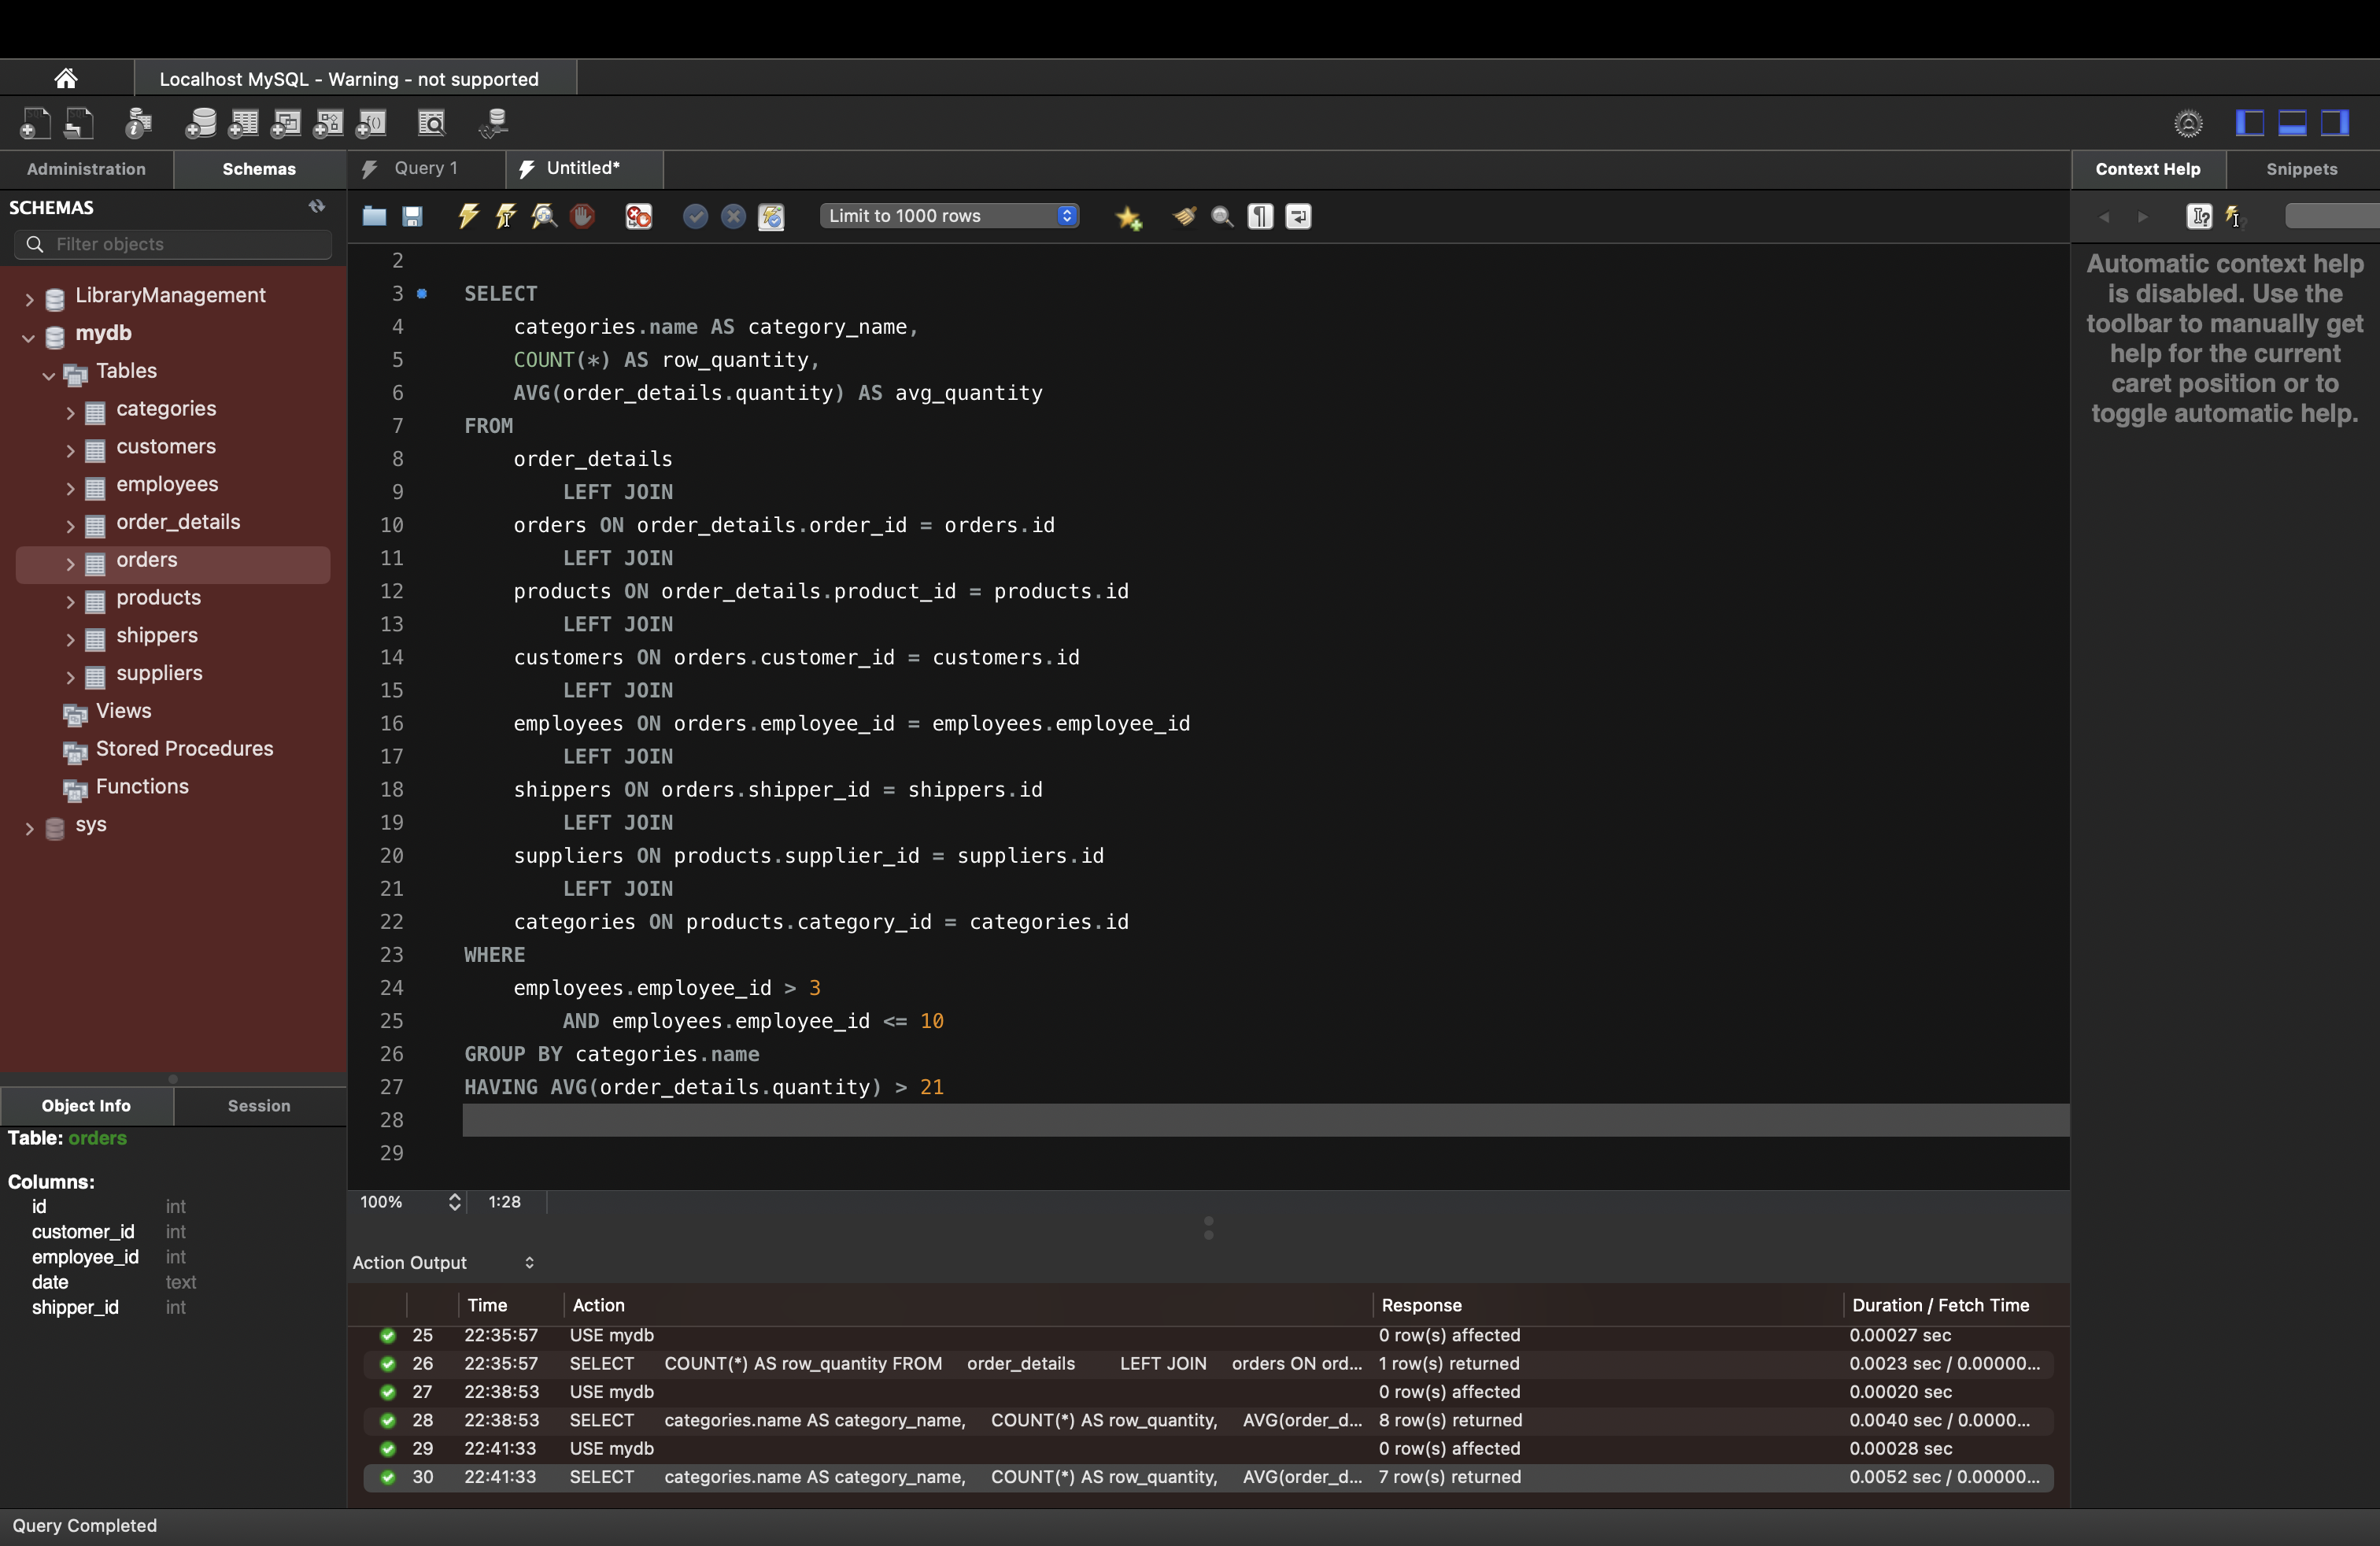 Localhost MySQL - Warning - not supported
Administration
Schemas
Query 1
Untitled*
Context Help
Snippets
SCHEMAS
Filter objects
Limit to 1000 rows
LibraryManagement
mydb
Tables
categories
customers
employees
order_details
orders
products
shippers
suppliers
Views
Stored Procedures
Functions
sys
Object Info
Session
Table: orders
Columns:
id int
customer_id int
employee_id int
date text
shipper_id int
2
3 SELECT
4 categories.name AS category_name,
5 COUNT(*) AS row_quantity,
6 AVG(order_details.quantity) AS avg_quantity
7 FROM
8 order_details
9 LEFT JOIN
10 orders ON order_details.order_id = orders.id
11 LEFT JOIN
12 products ON order_details.product_id = products.id
13 LEFT JOIN
14 customers ON orders.customer_id = customers.id
15 LEFT JOIN
16 employees ON orders.employee_id = employees.employee_id
17 LEFT JOIN
18 shippers ON orders.shipper_id = shippers.id
19 LEFT JOIN
20 suppliers ON products.supplier_id = suppliers.id
21 LEFT JOIN
22 categories ON products.category_id = categories.id
23 WHERE
24 employees.employee_id > 3
25 AND employees.employee_id <= 10
26 GROUP BY categories.name
27 HAVING AVG(order_details.quantity) > 21
28
29
100% 1:28
Action Output
Time Action Response Duration / Fetch Time
25 22:35:57 USE mydb 0 row(s) affected 0.00027 sec
26 22:35:57 SELECT COUNT(*) AS row_quantity FROM order_details LEFT JOIN orders ON ord... 1 row(s) returned 0.0023 sec / 0.00000...
27 22:38:53 USE mydb 0 row(s) affected 0.00020 sec
28 22:38:53 SELECT categories.name AS category_name, COUNT(*) AS row_quantity, AVG(order_d... 8 row(s) returned 0.0040 sec / 0.0000...
29 22:41:33 USE mydb 0 row(s) affected 0.00028 sec
30 22:41:33 SELECT categories.name AS category_name, COUNT(*) AS row_quantity, AVG(order_d... 7 row(s) returned 0.0052 sec / 0.00000...
Automatic context help
is disabled. Use the
toolbar to manually get
help for the current
caret position or to
toggle automatic help.
Query Completed